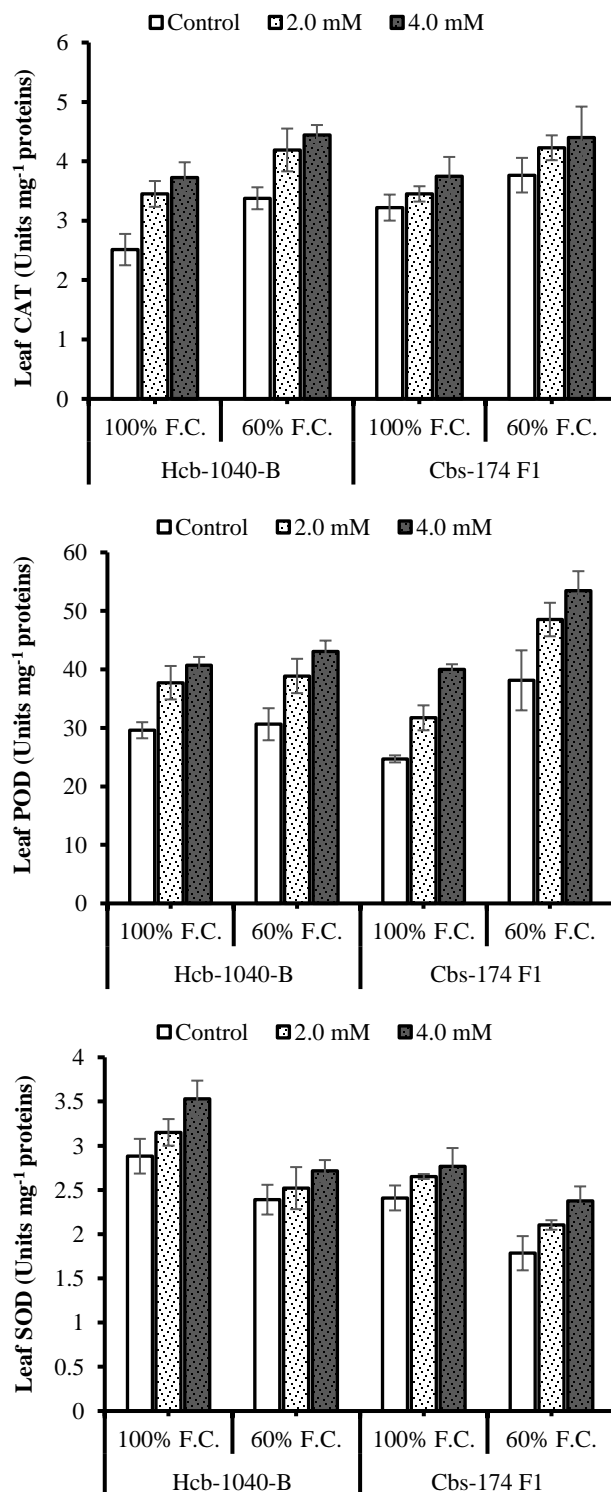 Control 2.0 mM 4.0 mM
Leaf CAT (Units mg⁻¹ proteins)
6
5
4
3
2
1
0
100% F.C. 60% F.C. 100% F.C. 60% F.C.
Hcb-1040-B Cbs-174 F1
Control 2.0 mM 4.0 mM
Leaf POD (Units mg⁻¹ proteins)
60
50
40
30
20
10
0
100% F.C. 60% F.C. 100% F.C. 60% F.C.
Hcb-1040-B Cbs-174 F1
Control 2.0 mM 4.0 mM
Leaf SOD (Units mg⁻¹ proteins)
4
3.5
3
2.5
2
1.5
1
0.5
0
100% F.C. 60% F.C. 100% F.C. 60% F.C.
Hcb-1040-B Cbs-174 F1